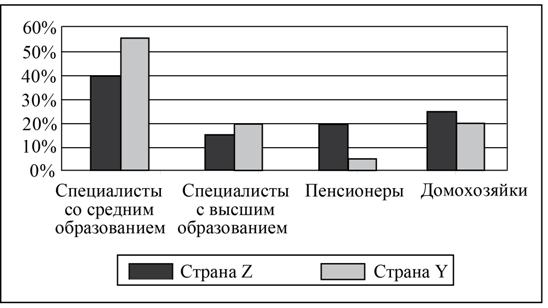 60%
50%
40%
30%
20%
10%
0%
Специалисты
со средним
образованием
Специалисты
с высшим
образованием
Пенсионеры
Домохозяйки
Страна Z
Страна Y